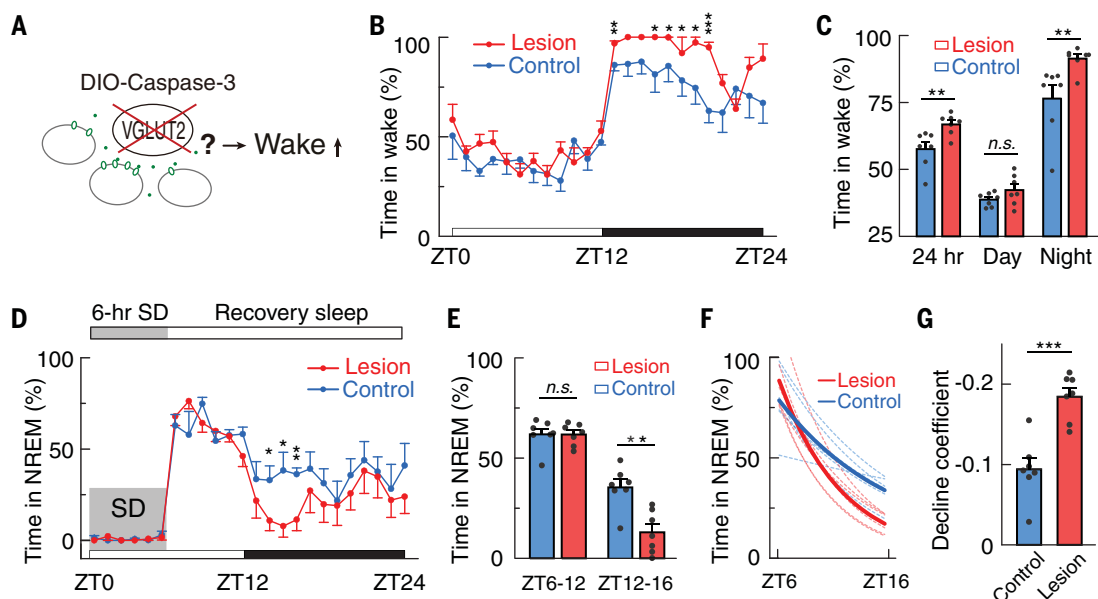 A
DIO-Caspase-3
VGLUT2
? → Wake ↑
B
Time in wake (%)
100
50
0
Lesion
Control
** * * * * ***
ZT0 ZT12 ZT24
C
Time in wake (%)
100
75
50
25
Lesion
Control
** n.s. **
24 hr Day Night
D
6-hr SD Recovery sleep
Time in NREM (%)
100
50
0
Lesion
Control
* * **
SD
ZT0 ZT12 ZT24
E
Time in NREM (%)
100
50
0
Lesion
Control
n.s. **
ZT6-12 ZT12-16
F
Time in NREM (%)
100
50
0
Lesion
Control
ZT6 ZT16
G
Decline coefficient
-0.2
-0.1
0
***
Control Lesion